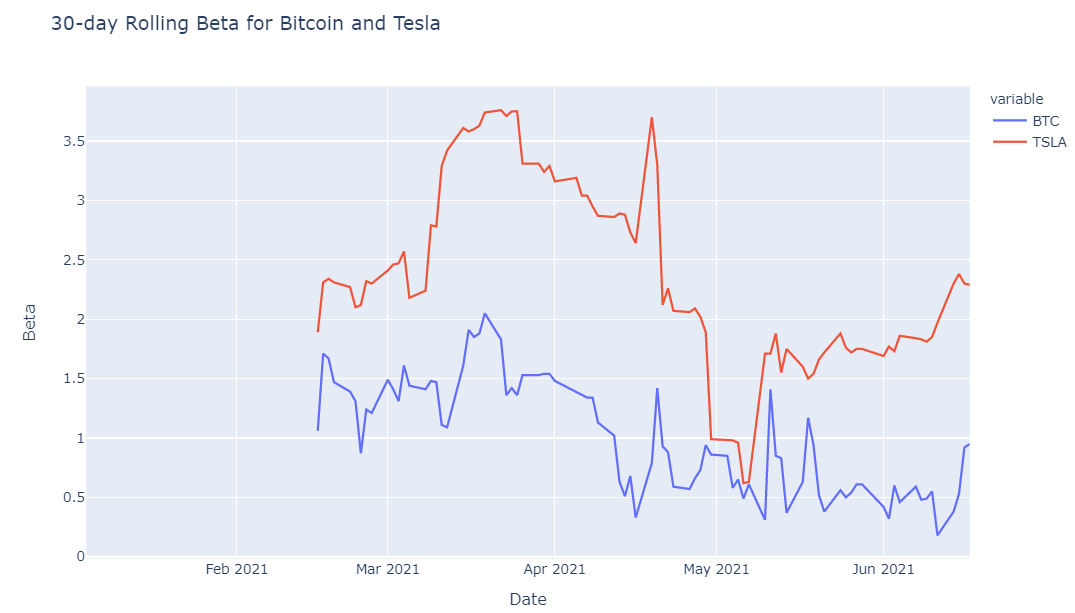 30-day Rolling Beta for Bitcoin and Tesla
variable
BTC
TSLA
3.5
3
2.5
2
1.5
1
0.5
0
Beta
Feb 2021
Mar 2021
Apr 2021
May 2021
Jun 2021
Date